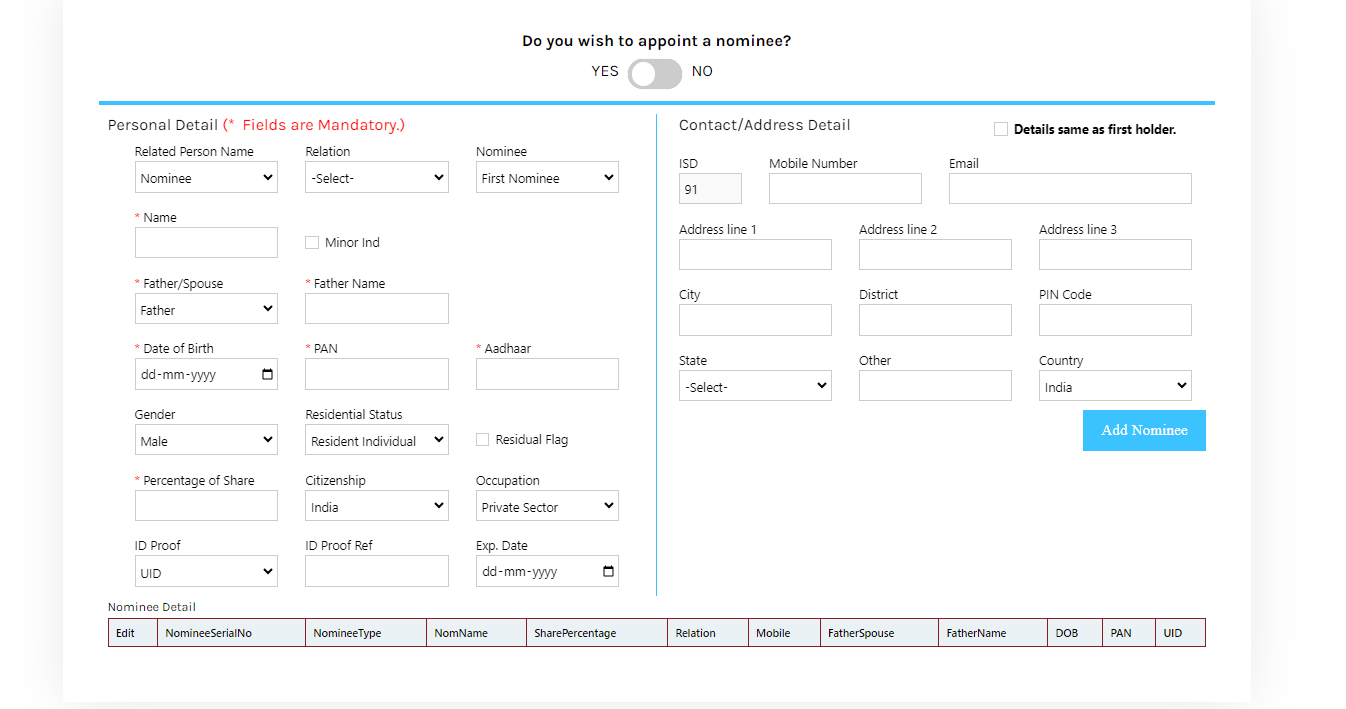 Do you wish to appoint a nominee?
YES NO
Personal Detail (* Fields are Mandatory.)
Related Person Name Relation Nominee
Nominee -Select- First Nominee
* Name
Minor Ind
* Father/Spouse * Father Name
Father
* Date of Birth * PAN * Aadhaar
dd-mm-yyyy
Gender Residential Status
Male Resident Individual Residual Flag
* Percentage of Share Citizenship Occupation
India Private Sector
ID Proof ID Proof Ref Exp. Date
UID dd-mm-yyyy
Contact/Address Detail Details same as first holder.
ISD Mobile Number Email
91
Address line 1 Address line 2 Address line 3
City District PIN Code
State Other Country
-Select- India
Add Nominee
Nominee Detail
Edit NomineeSerialNo NomineeType NomName SharePercentage Relation Mobile FatherSpouse FatherName DOB PAN UID